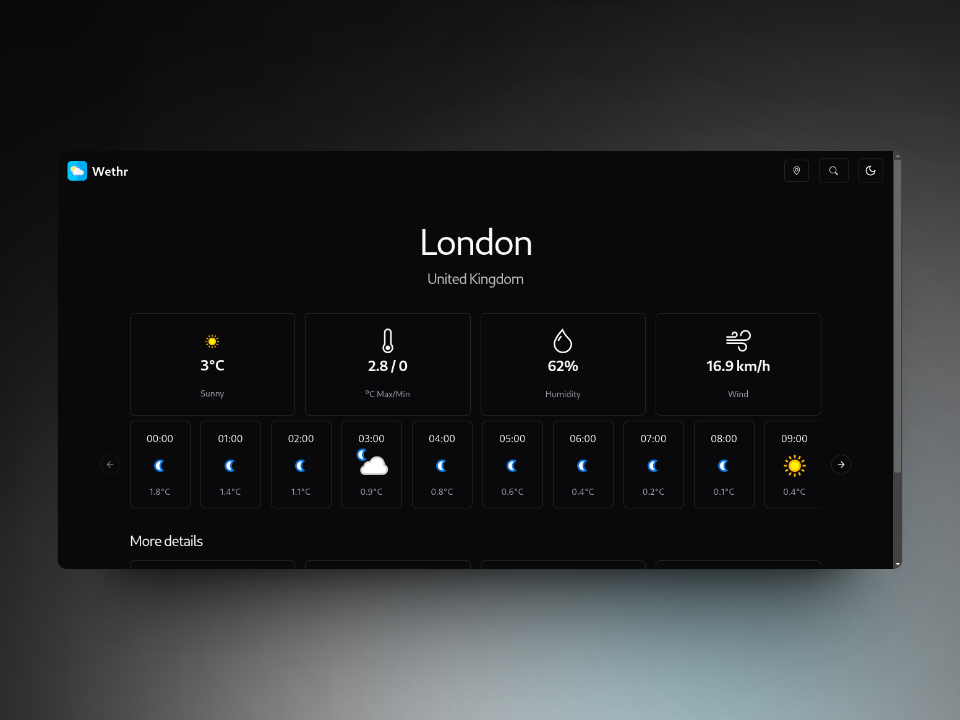 Wethr
London
United Kingdom
3°C
Sunny
2.8 / 0
°C Max/Min
62%
Humidity
16.9 km/h
Wind
00:00
1.8°C
01:00
1.4°C
02:00
1.1°C
03:00
0.9°C
04:00
0.8°C
05:00
0.6°C
06:00
0.4°C
07:00
0.2°C
08:00
0.1°C
09:00
0.4°C
More details